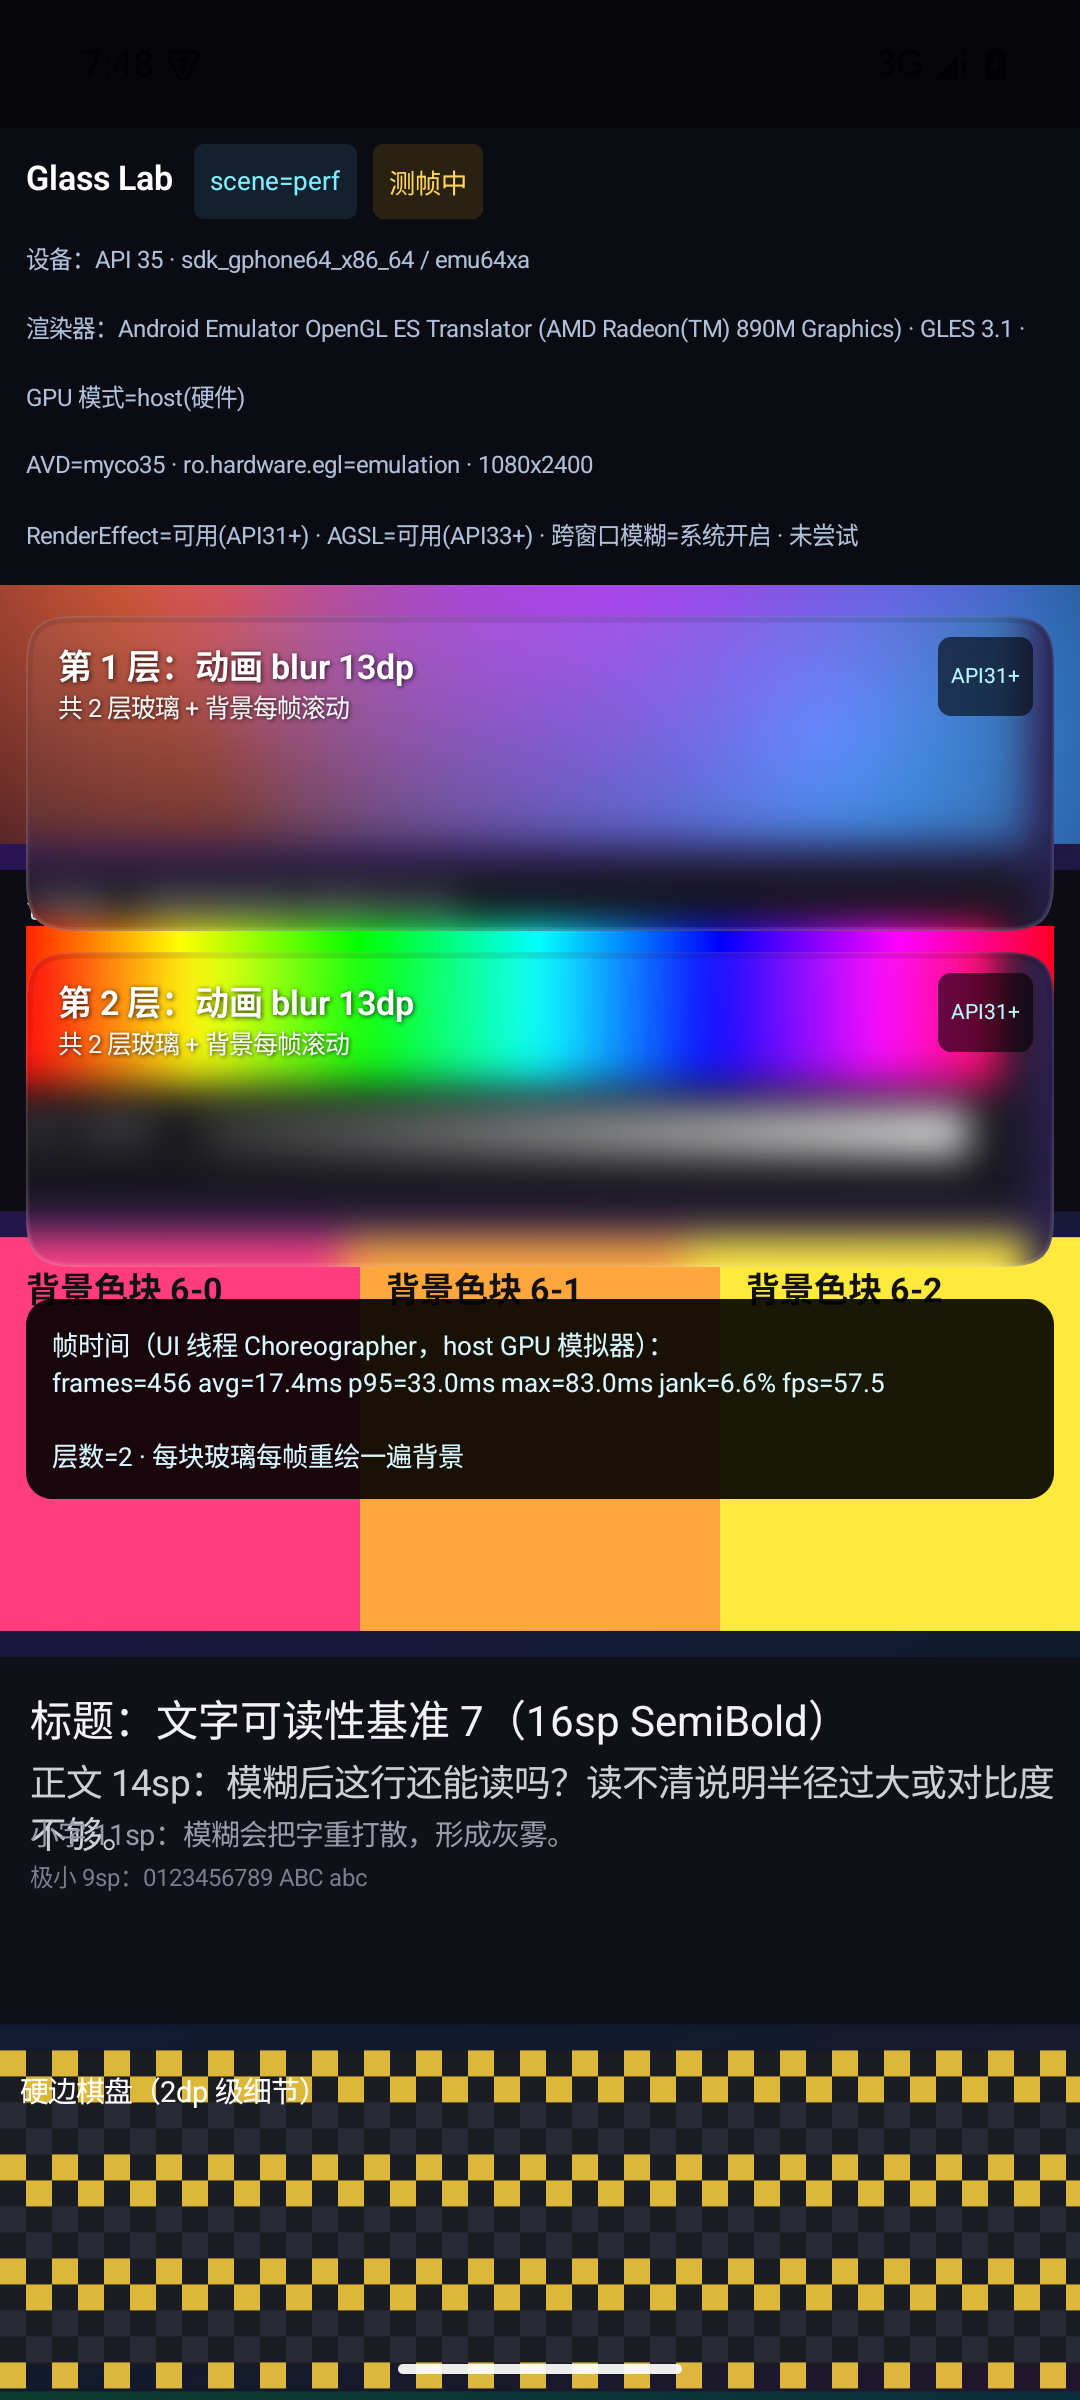 7:48
3G
Glass Lab
scene=perf
测帧中
设备：API 35 · sdk_gphone64_x86_64 / emu64xa
渲染器：Android Emulator OpenGL ES Translator (AMD Radeon(TM) 890M Graphics) · GLES 3.1 ·
GPU 模式=host(硬件)
AVD=myco35 · ro.hardware.egl=emulation · 1080x2400
RenderEffect=可用(API31+) · AGSL=可用(API33+) · 跨窗口模糊=系统开启 · 未尝试
第 1 层：动画 blur 13dp
API31+
共 2 层玻璃 + 背景每帧滚动
第 2 层：动画 blur 13dp
API31+
共 2 层玻璃 + 背景每帧滚动
背景色块 6-0
背景色块 6-1
背景色块 6-2
帧时间（UI 线程 Choreographer，host GPU 模拟器）：
frames=456 avg=17.4ms p95=33.0ms max=83.0ms jank=6.6% fps=57.5
层数=2 · 每块玻璃每帧重绘一遍背景
标题：文字可读性基准 7（16sp SemiBold）
正文 14sp：模糊后这行还能读吗？读不清说明半径过大或对比度
不够。
11sp：模糊会把字重打散，形成灰雾。
极小 9sp：0123456789 ABC abc
硬边棋盘（2dp 级细节）